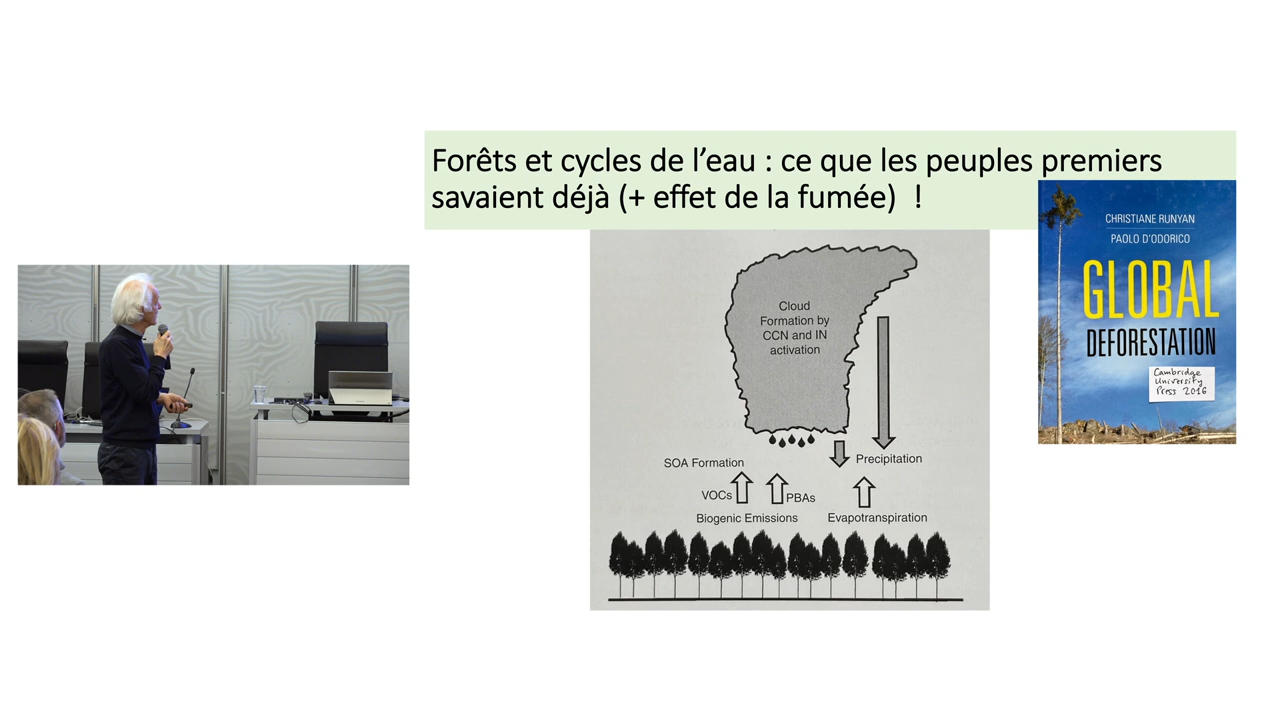 Forêts et cycles de l’eau : ce que les peuples premiers
savaient déjà (+ effet de la fumée)  !
CHRISTIANE RUNYAN
PAOLO D'ODORICO
GLOBAL
DEFORESTATION
Cambridge
University
Press 2016
Cloud
Formation by
CCN and IN
activation
SOA Formation
Precipitation
VOCs
PBAs
Biogenic Emissions
Evapotranspiration